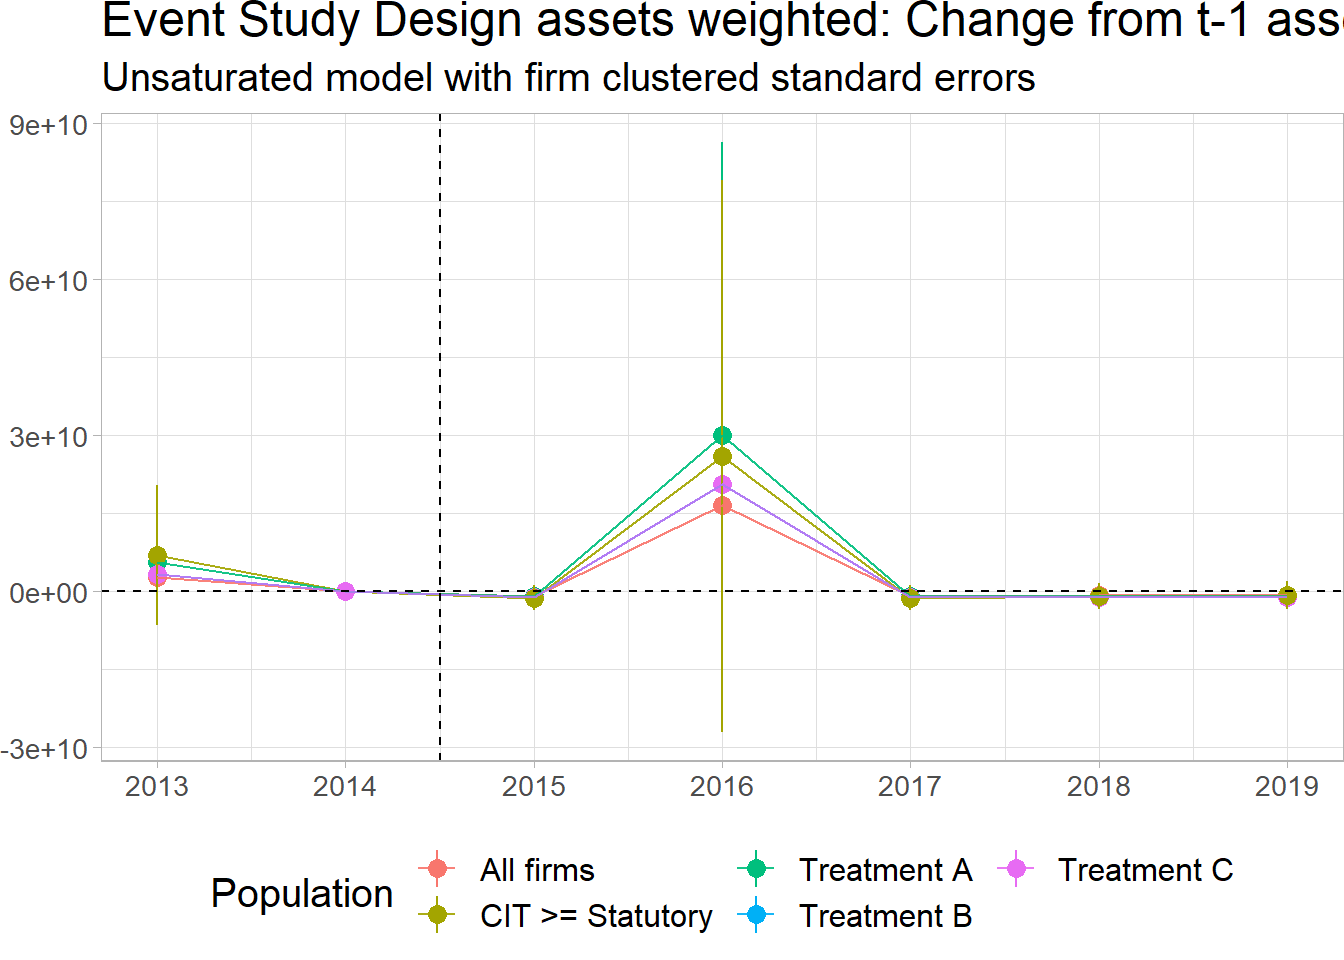 Event Study Design assets weighted: Change from t-1
Unsaturated model with firm clustered standard errors
9e+10
6e+10
3e+10
0e+00
-3e+10
2013 2014 2015 2016 2017 2018 2019
Population
All firms Treatment A Treatment C
CIT >= Statutory Treatment B